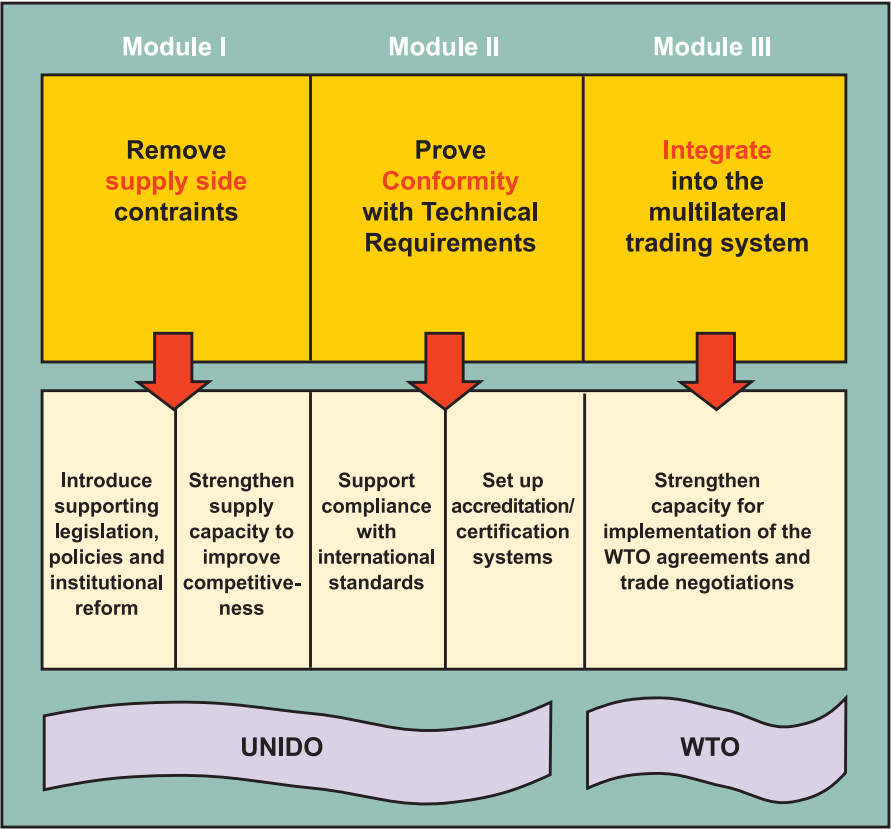 Module I
Module II
Module III
Remove
supply side
contraints
Prove
Conformity
with Technical
Requirements
Integrate
into the
multilateral
trading system
Introduce
supporting
legislation,
policies and
institutional
reform
Strengthen
supply
capacity to
improve
competitive-
ness
Support
compliance
with
international
standards
Set up
accreditation/
certification
systems
Strengthen
capacity for
implementation of the
WTO agreements and
trade negotiations
UNIDO
WTO